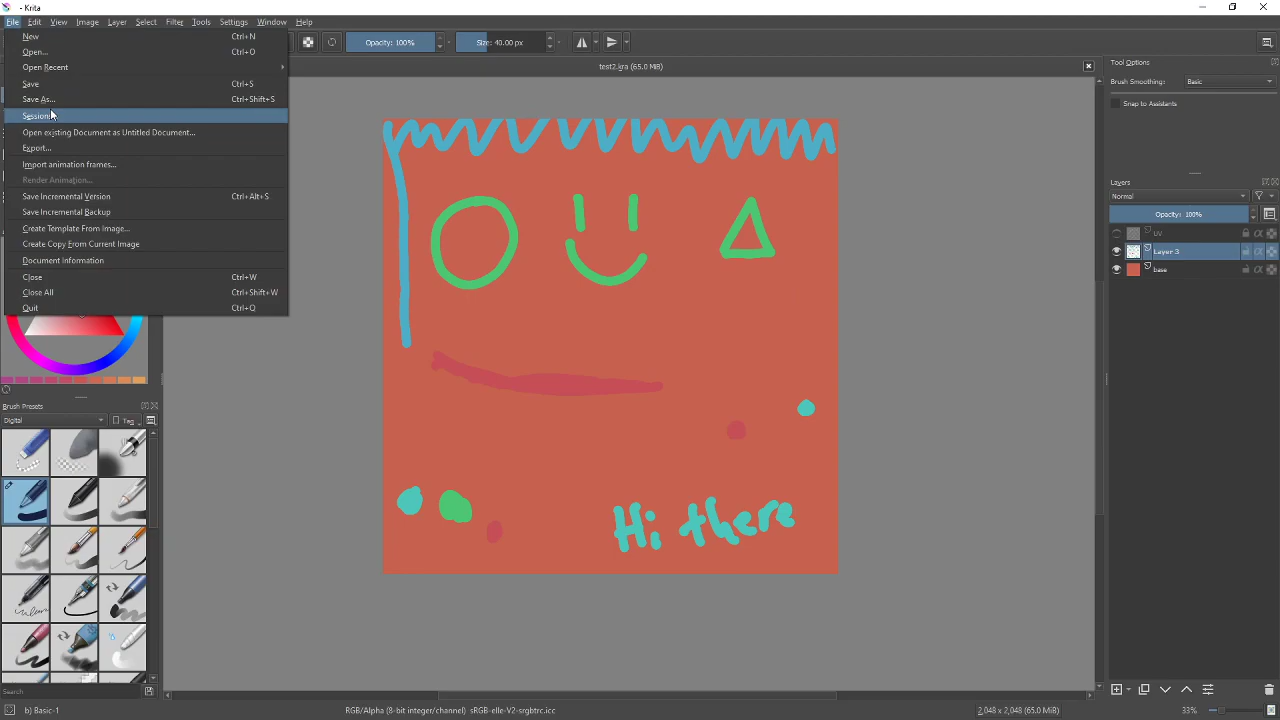 - Krita
File Edit View Image Layer Select Filter Tools Settings Window Help
New Ctrl+N
Open... Ctrl+O
Open Recent
Save Ctrl+S
Save As... Ctrl+Shift+S
Sessions...
Open existing Document as Untitled Document...
Export...
Import animation frames...
Render Animation...
Save Incremental Version Ctrl+Alt+S
Save Incremental Backup
Create Template From Image...
Create Copy From Current Image
Document Information
Close Ctrl+W
Close All Ctrl+Shift+W
Quit Ctrl+Q
Opacity: 100%
Size: 40.00 px
test2.kra (65.0 MiB)
Hi there
Tool Options
Brush Smoothing: Basic
Snap to Assistants
Layers
Normal
Opacity: 100%
UV
Layer 3
base
Brush Presets
Digital
Tag
Search
b) Basic-1
RGB/Alpha (8-bit integer/channel) sRGB-elle-V2-srgbtrc.icc
2,048 x 2,048 (65.0 MiB)
33%